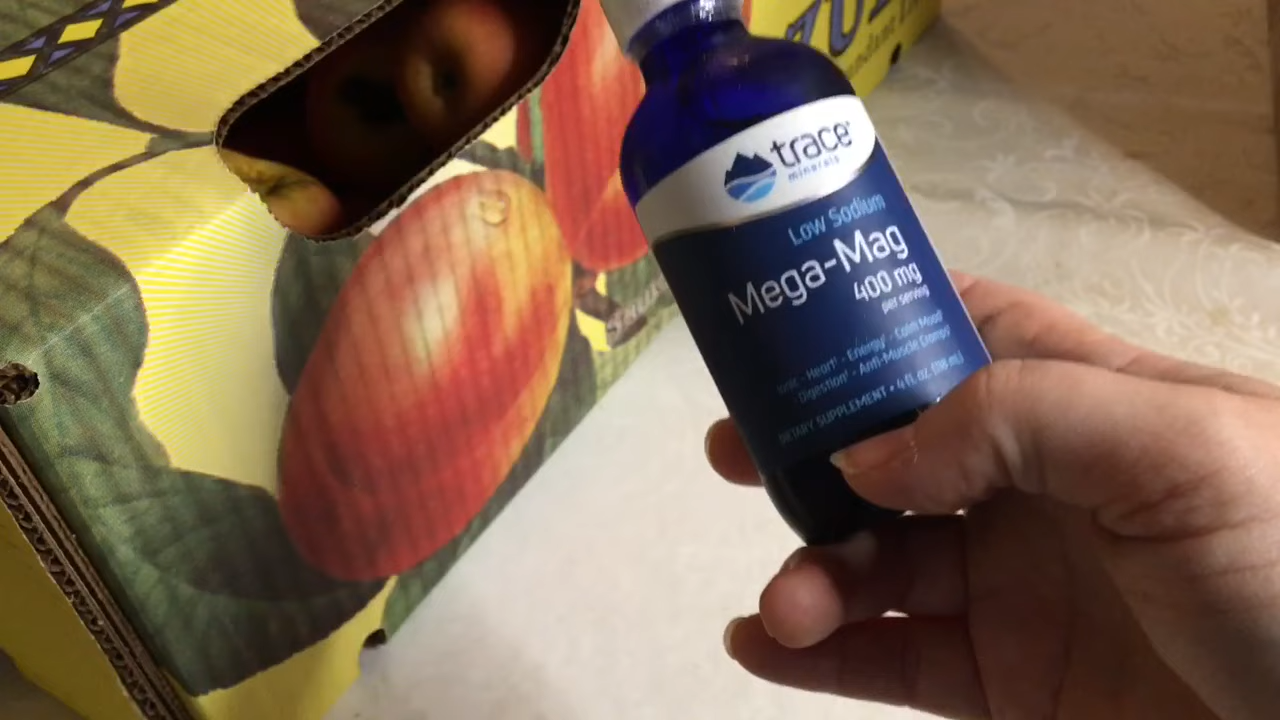 trace
minerals
Low Sodium
Mega-Mag
400 mg
per serving
Ionic - Heart† - Energy† - Calm Mood†
- Digestion† - Anti-Muscle Cramps†
DIETARY SUPPLEMENT • 4 fl. oz. (118 mL)